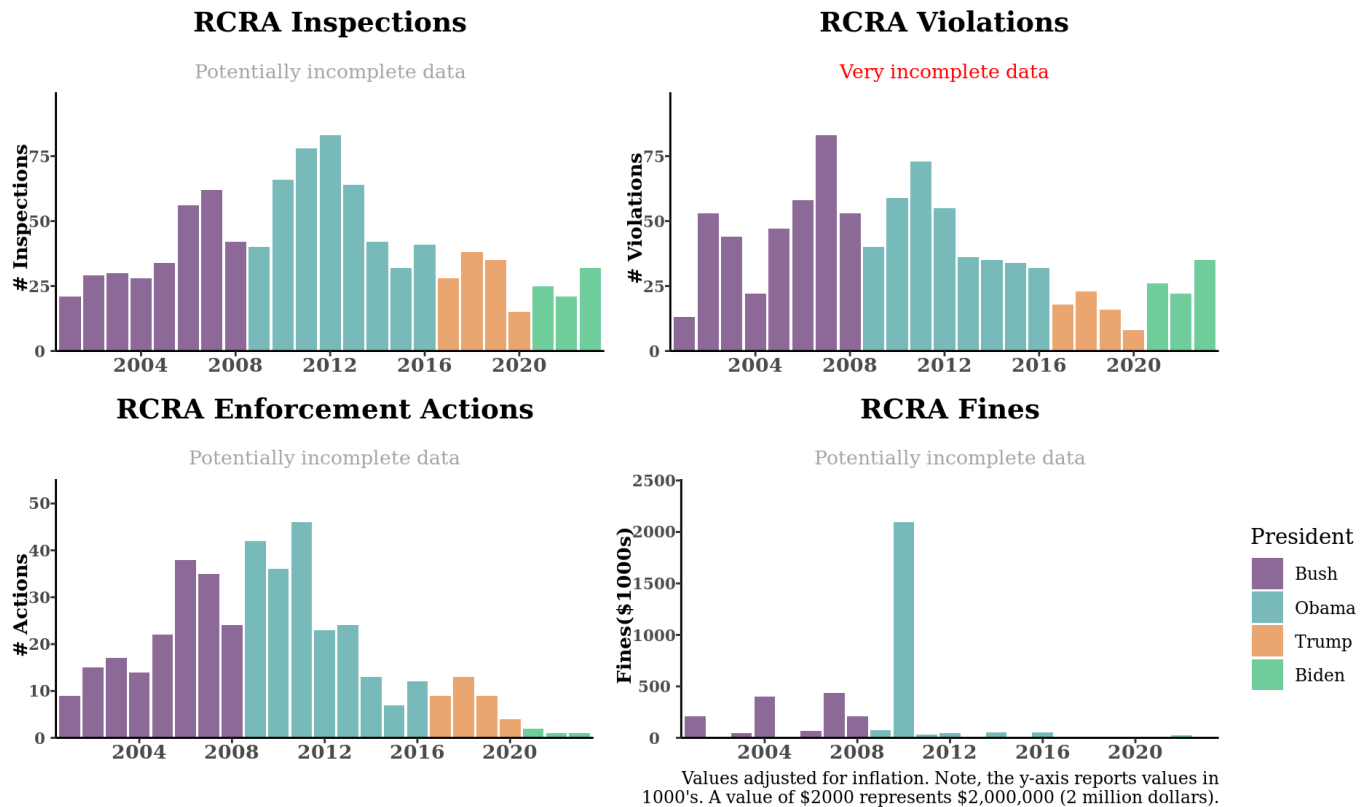 RCRA Inspections
Potentially incomplete data
# Inspections
75
50
25
0
2004
2008
2012
2016
2020
RCRA Violations
Very incomplete data
# Violations
75
50
25
0
2004
2008
2012
2016
2020
RCRA Enforcement Actions
Potentially incomplete data
# Actions
50
40
30
20
10
0
2004
2008
2012
2016
2020
RCRA Fines
Potentially incomplete data
Fines($1000s)
2500
2000
1500
1000
500
0
2004
2008
2012
2016
2020
Values adjusted for inflation. Note, the y-axis reports values in
1000's. A value of $2000 represents $2,000,000 (2 million dollars).
President
Bush
Obama
Trump
Biden